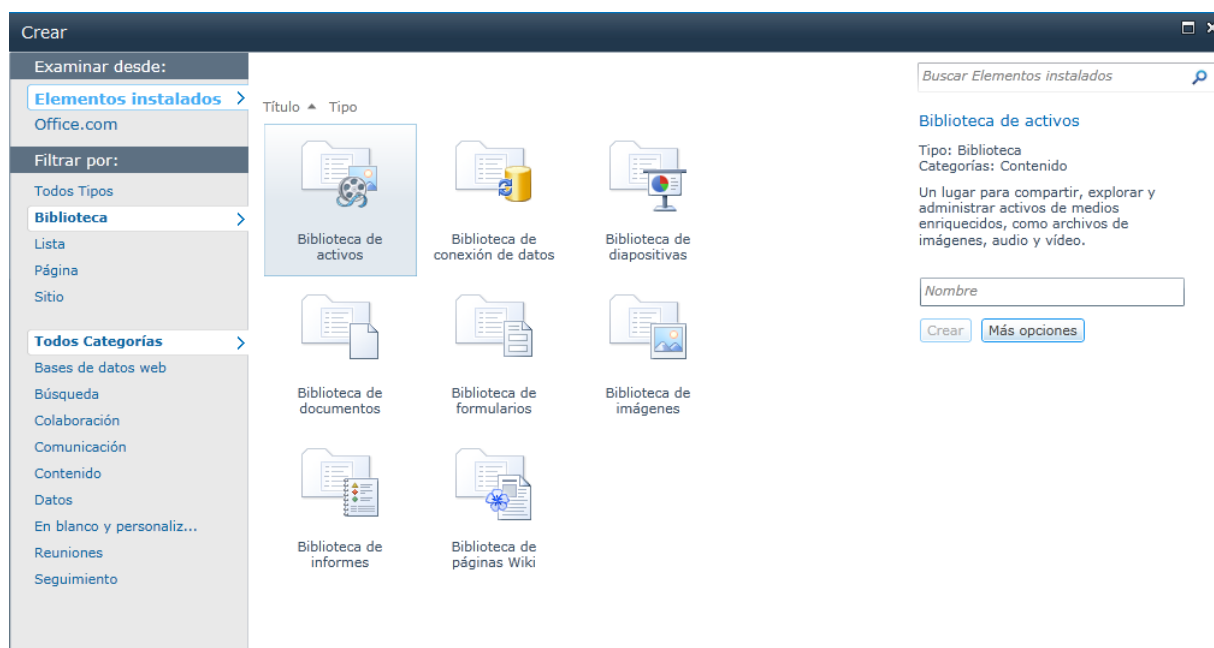 Crear
Examinar desde:
Elementos instalados
Office.com
Filtrar por:
Todos Tipos
Biblioteca
Lista
Página
Sitio
Todos Categorías
Bases de datos web
Búsqueda
Colaboración
Comunicación
Contenido
Datos
En blanco y personaliz...
Reuniones
Seguimiento
Título Tipo
Biblioteca de
activos
Biblioteca de
conexión de datos
Biblioteca de
diapositivas
Biblioteca de
documentos
Biblioteca de
formularios
Biblioteca de
imágenes
Biblioteca de
informes
Biblioteca de
páginas Wiki
Buscar Elementos instalados
Biblioteca de activos
Tipo: Biblioteca
Categorías: Contenido
Un lugar para compartir, explorar y
administrar activos de medios
enriquecidos, como archivos de
imágenes, audio y vídeo.
Nombre
Crear Más opciones